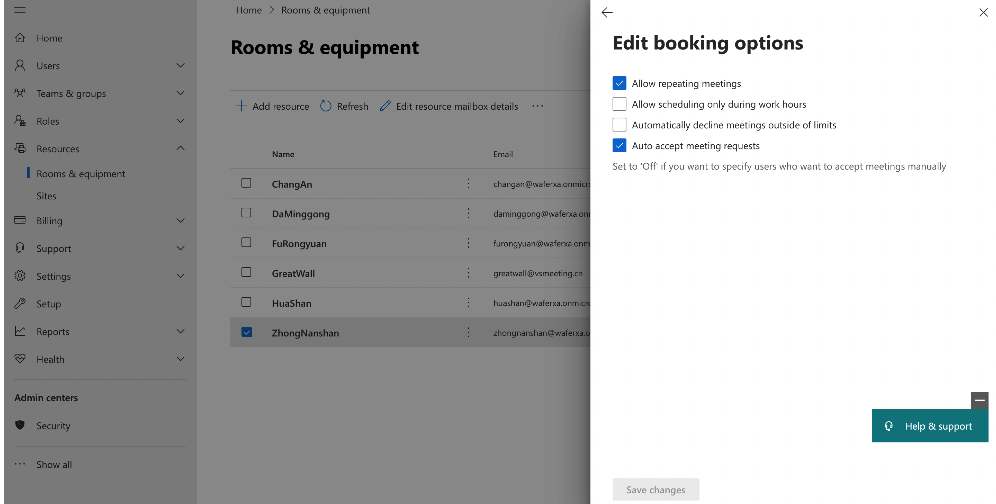 Home > Rooms & equipment
Home
Users
Teams & groups
Roles
Resources
Rooms & equipment
Sites
Billing
Support
Settings
Setup
Reports
Health
Admin centers
Security
Show all
Rooms & equipment
Add resource Refresh Edit resource mailbox details
Name Email
ChangAn changan@waferxa.onmicr
DaMinggong daminggong@waferxa.on
FuRongyuan furongyuan@waferxa.onm
GreatWall greatwall@vsmeeting.cn
HuaShan huashan@waferxa.onmicro
ZhongNanshan zhongnanshan@waferxa.o
Edit booking options
Allow repeating meetings
Allow scheduling only during work hours
Automatically decline meetings outside of limits
Auto accept meeting requests
Set to 'Off' if you want to specify users who want to accept meetings manually
Help & support
Save changes